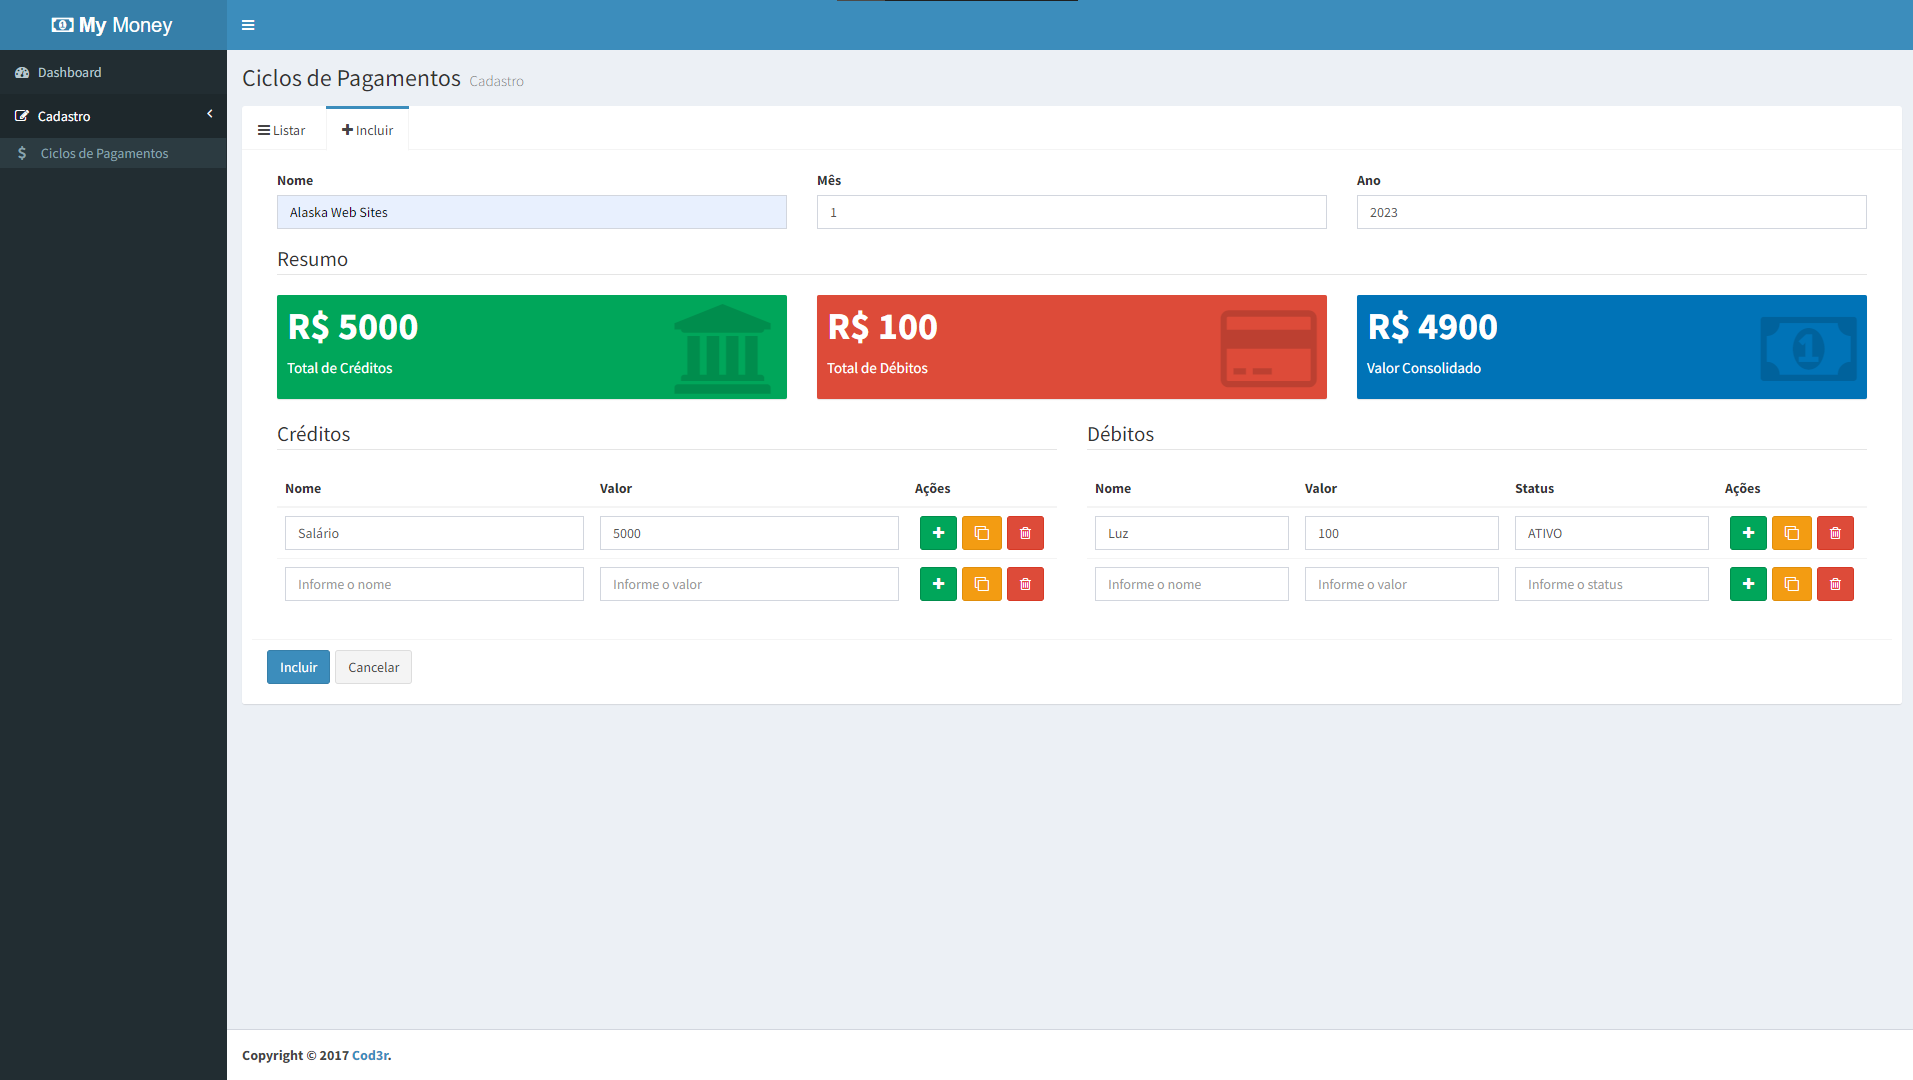 My Money
Dashboard
Cadastro
Ciclos de Pagamentos
Ciclos de Pagamentos Cadastro
Listar Incluir
Nome Mês Ano
Alaska Web Sites 1 2023
Resumo
R$ 5000 R$ 100 R$ 4900
Total de Créditos Total de Débitos Valor Consolidado
Créditos Débitos
Nome Valor Ações Nome Valor Status Ações
Salário 5000 Luz 100 ATIVO
Informe o nome Informe o valor Informe o nome Informe o valor Informe o status
Incluir Cancelar
Copyright © 2017 Cod3r.